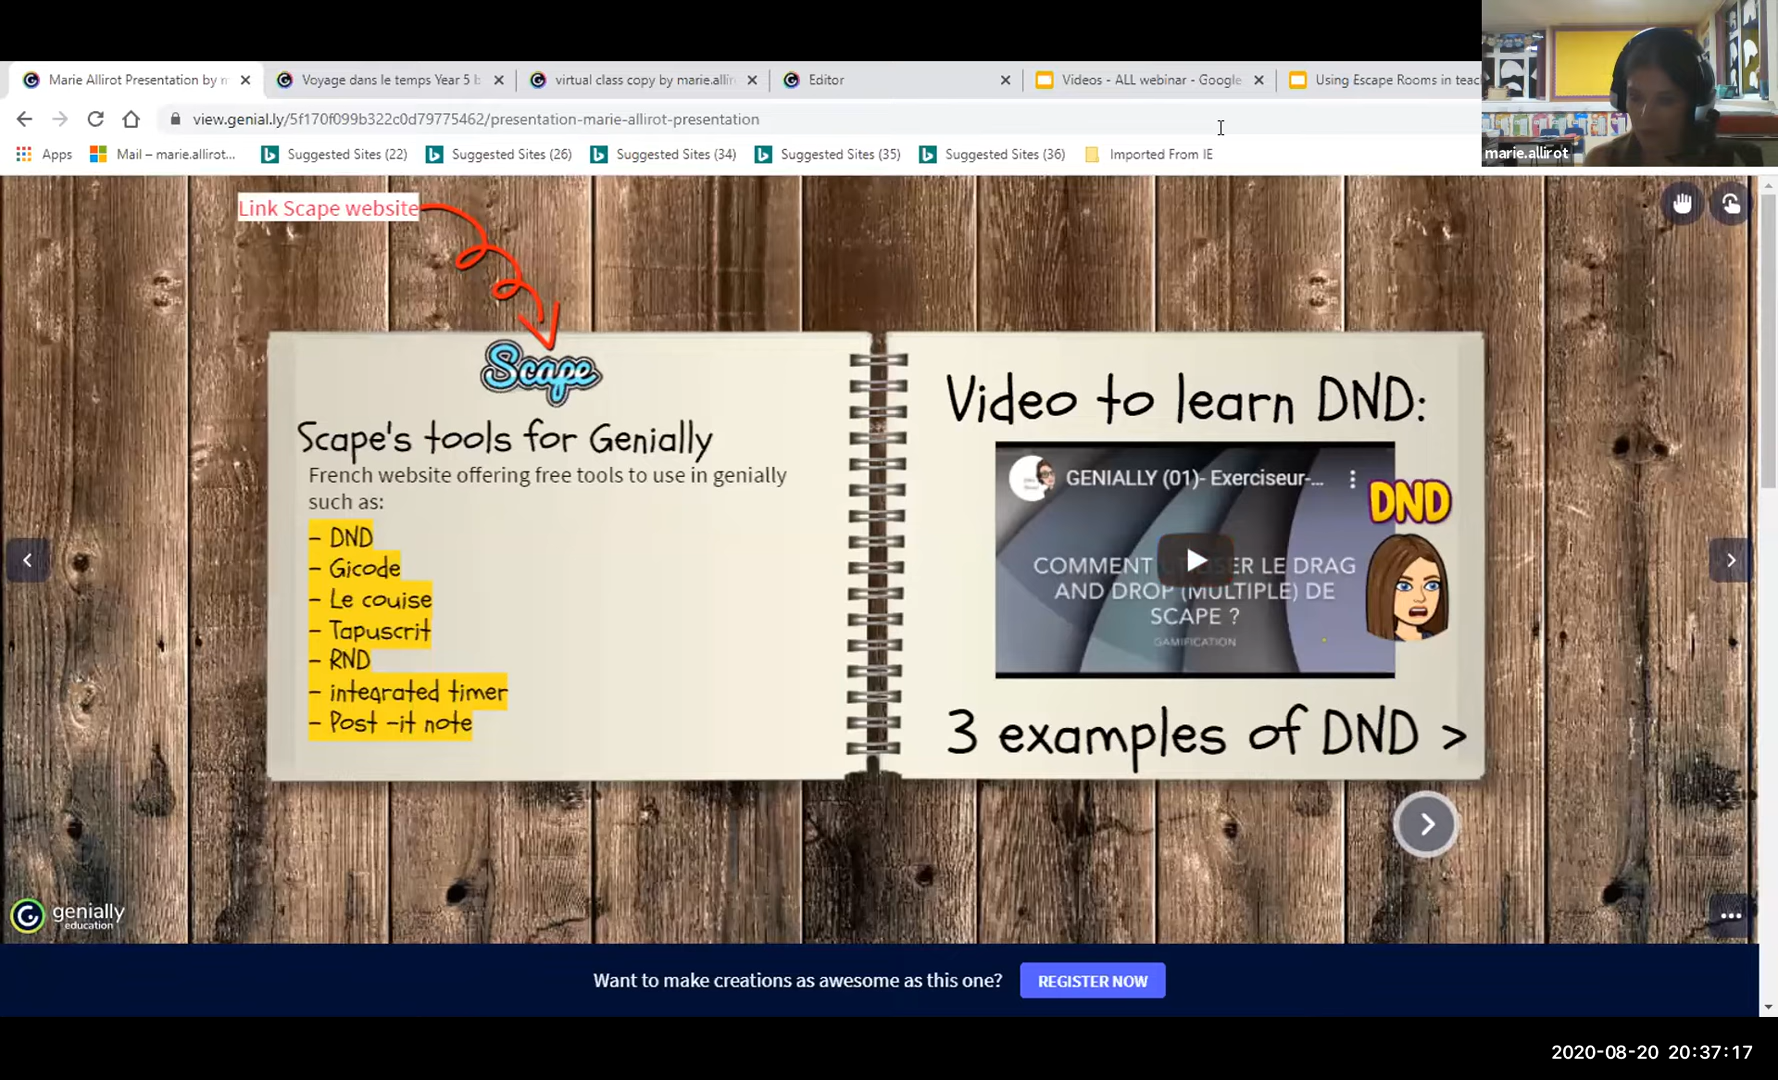 Marie Allirot Presentation by m
Voyage dans le temps Year 5 b
virtual class copy by marie.allir
Editor
Videos - ALL webinar - Google
Using Escape Rooms in teac
view.genial.ly/5f170f099b322c0d79775462/presentation-marie-allirot-presentation
Apps
Mail – marie.allirot...
Suggested Sites (22)
Suggested Sites (26)
Suggested Sites (34)
Suggested Sites (35)
Suggested Sites (36)
Imported From IE
marie.allirot
Link Scape website
Scape
Scape's tools for Genially
French website offering free tools to use in genially
such as:
- DND
- Gicode
- Le couise
- Tapuscrit
- RND
- integrated timer
- Post -it note
Video to learn DND:
GENIALLY (01)- Exerciseur-...
DND
COMMENT UTILISER LE DRAG
AND DROP (MULTIPLE) DE
SCAPE ?
GAMIFICATION
3 examples of DND >
genially
education
Want to make creations as awesome as this one?
REGISTER NOW
2020-08-20 20:37:17